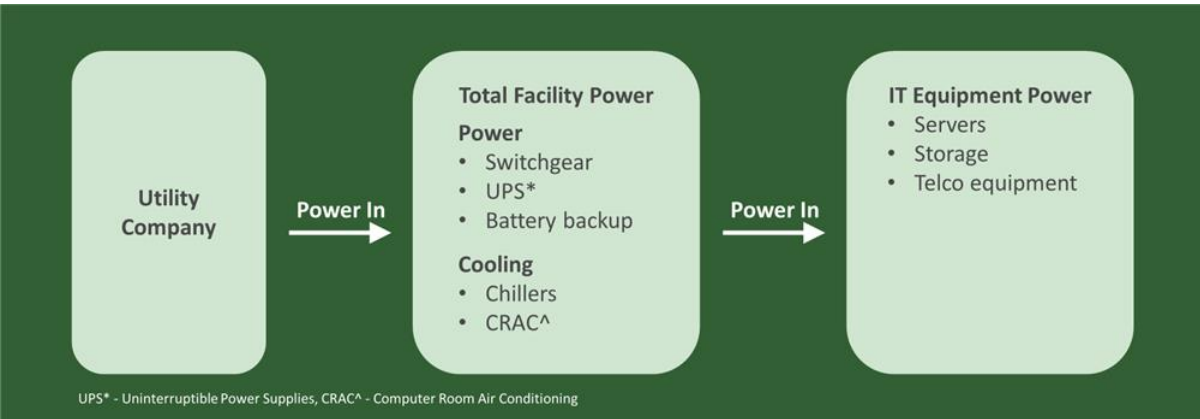 Utility
Company
Power In
Total Facility Power
Power
• Switchgear
• UPS*
• Battery backup
Cooling
• Chillers
• CRAC^
Power In
IT Equipment Power
• Servers
• Storage
• Telco equipment
UPS* - Uninterruptible Power Supplies, CRAC^ - Computer Room Air Conditioning